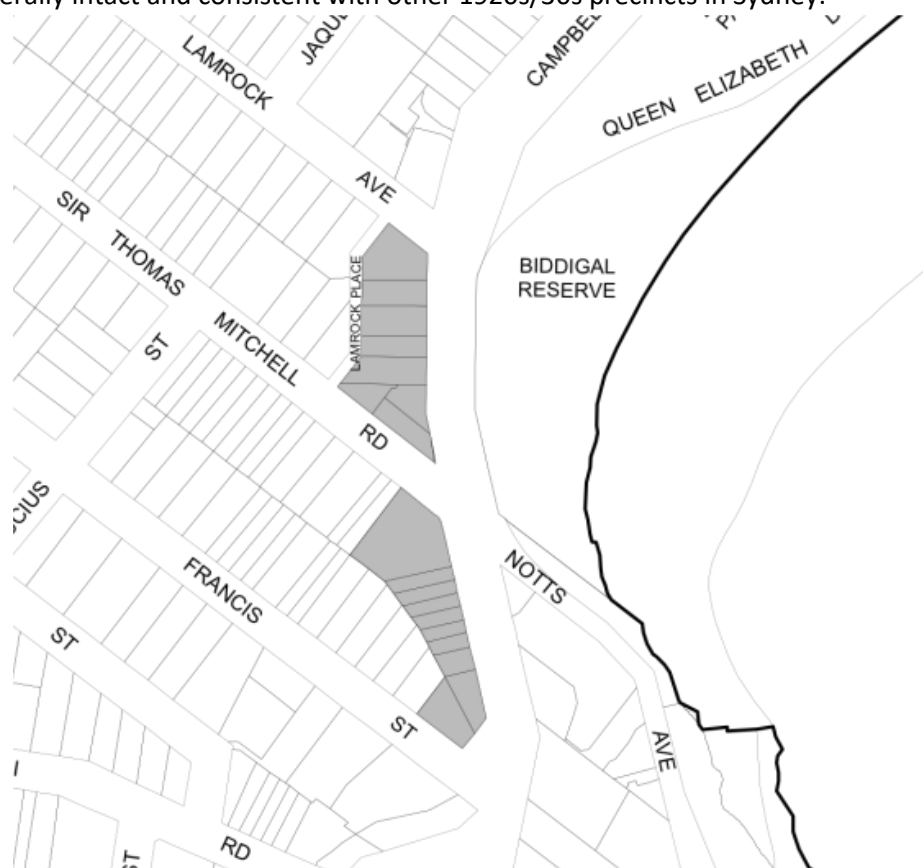 erally intact and consistent with other 1920s/30s precincts in Sydney.
LAMROCK
AVE
QUEEN ELIZABETH
BIDDIGAL
RESERVE
LAMROCK PLACE
SIR THOMAS MITCHELL
RD
ST
FRANCIS
ST
NOTTS
AVE
ST
RD
ST